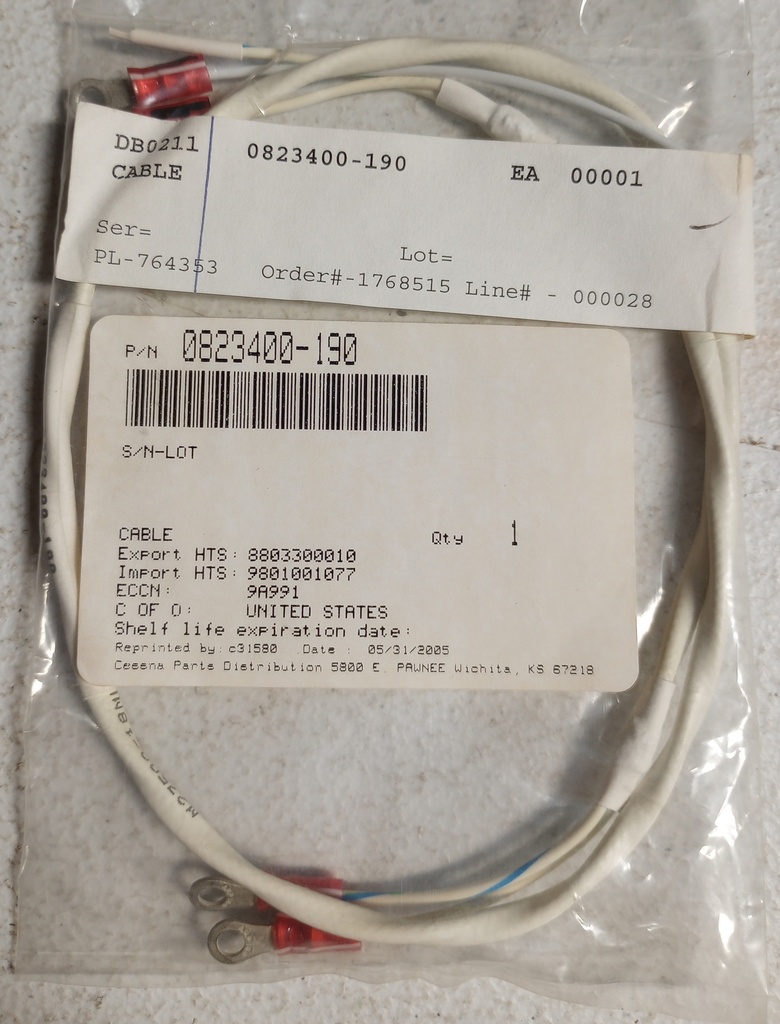 DB0211 0823400-190 EA 00001
CABLE
Ser= Lot=
PL-764353 Order#-1768515 Line# - 000028
P/N 0823400-190
S/N-LOT
CABLE Qty 1
Export HTS: 8803300010
Import HTS: 9801001077
ECCN: 9A991
C OF O: UNITED STATES
Shelf life expiration date:
Reprinted by: c31580 Date : 05/31/2005
Cessna Parts Distribution 5800 E. PAWNEE Wichita, KS 67218